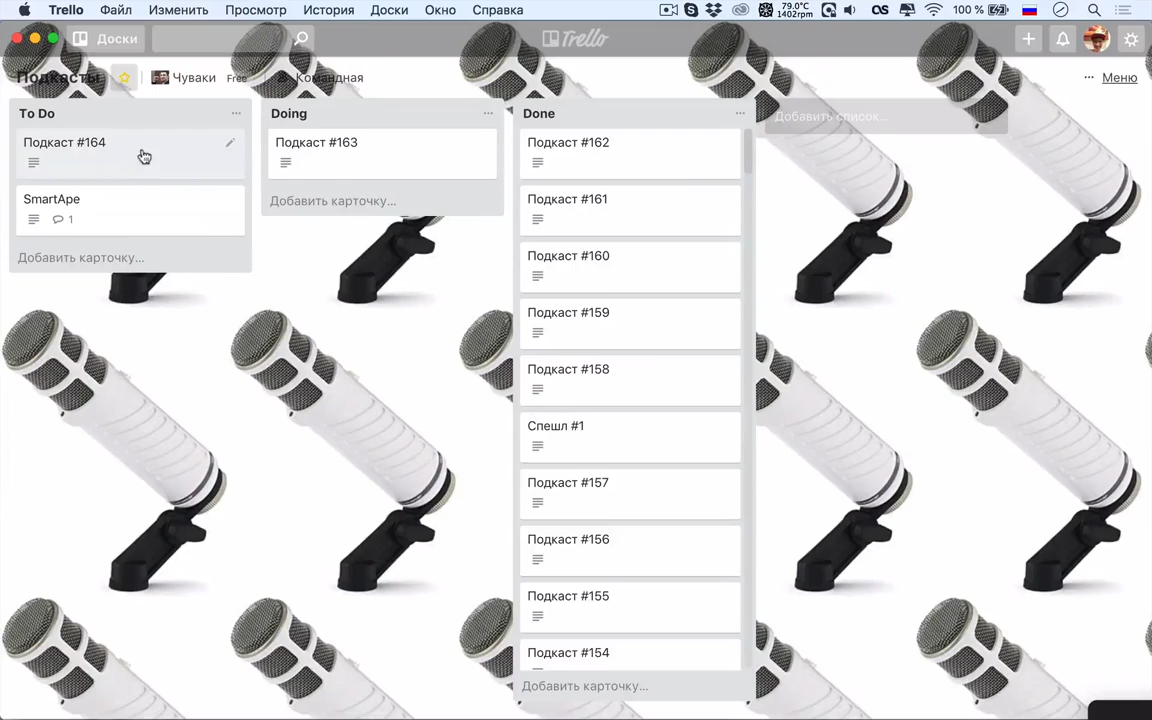 Trello Файл Изменить Просмотр История Доски Окно Справка 79.0°C 1402rpm 100 %
Доски Trello
Подкасты Чуваки Free Командная ... Меню
To Do
Подкаст #164
SmartApe
1
Добавить карточку...
Doing
Подкаст #163
Добавить карточку...
Done
Подкаст #162
Подкаст #161
Подкаст #160
Подкаст #159
Подкаст #158
Спешл #1
Подкаст #157
Подкаст #156
Подкаст #155
Подкаст #154
Добавить карточку...
Добавить список...